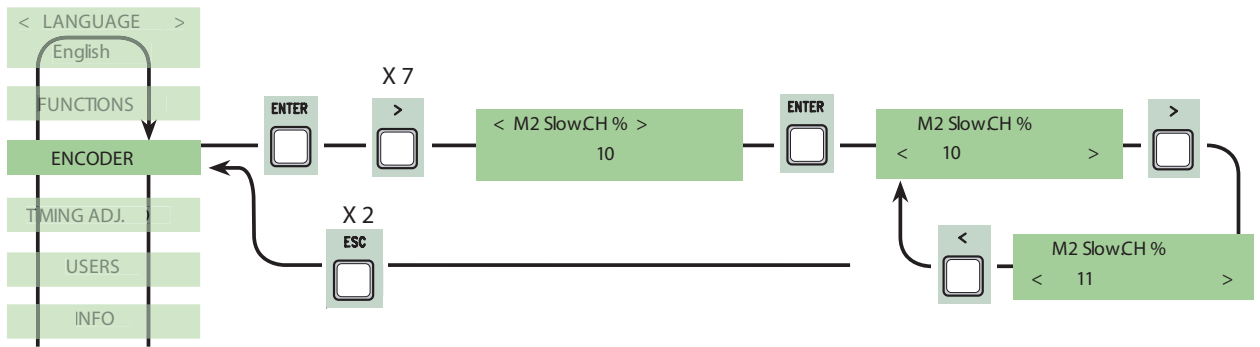 < LANGUAGE >
English
FUNCTIONS
ENCODER
TIMING ADJ.
USERS
INFO
ENTER
X 7
>
< M2 Slow.CH % >
10
ENTER
M2 Slow.CH %
< 10 >
>
X 2
ESC
<
M2 Slow.CH %
< 11 >